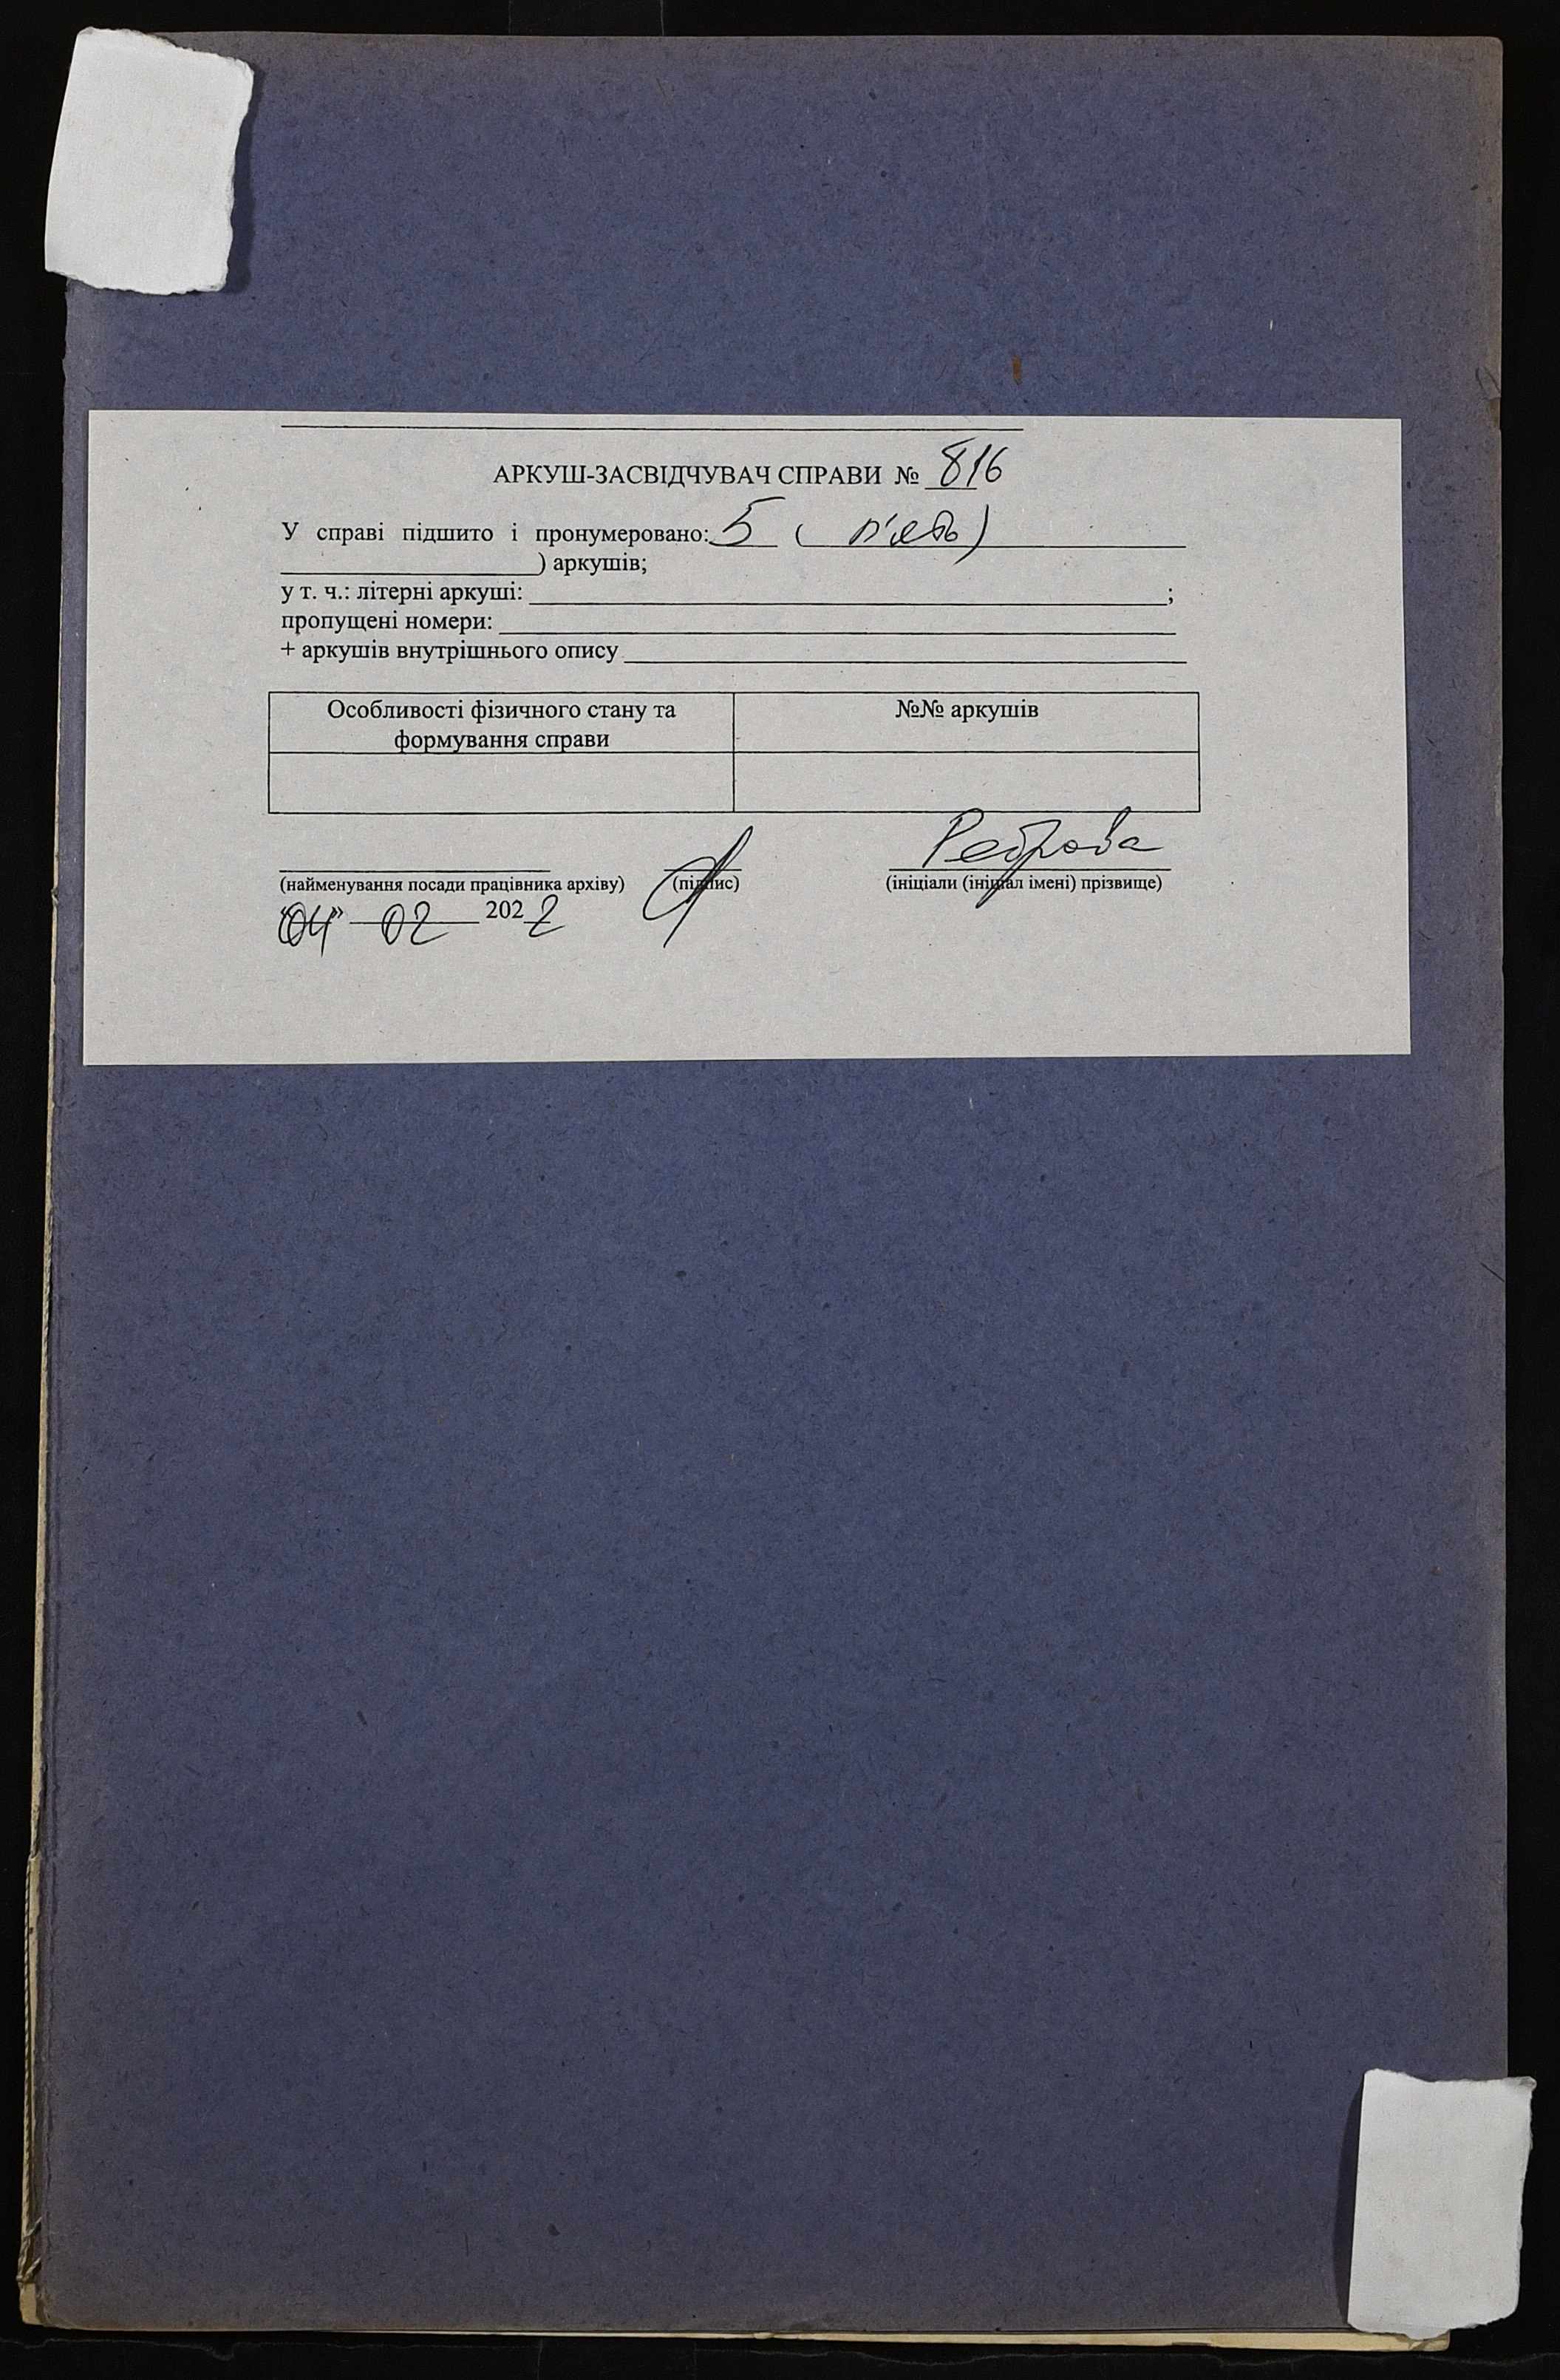 АРКУШ-ЗАСВІДЧУВАЧ СПРАВИ № 816
У справі підшито і пронумеровано: 5 ( п'ять)
) аркушів;
у т. ч.: літерні аркуші: ;
пропущені номери:
+ аркушів внутрішнього опису
Особливості фізичного стану та
формування справи
№№ аркушів
Реброва
(найменування посади працівника архіву) (підпис) (ініціали (ініціал імені) прізвище)
"04" 02 2022